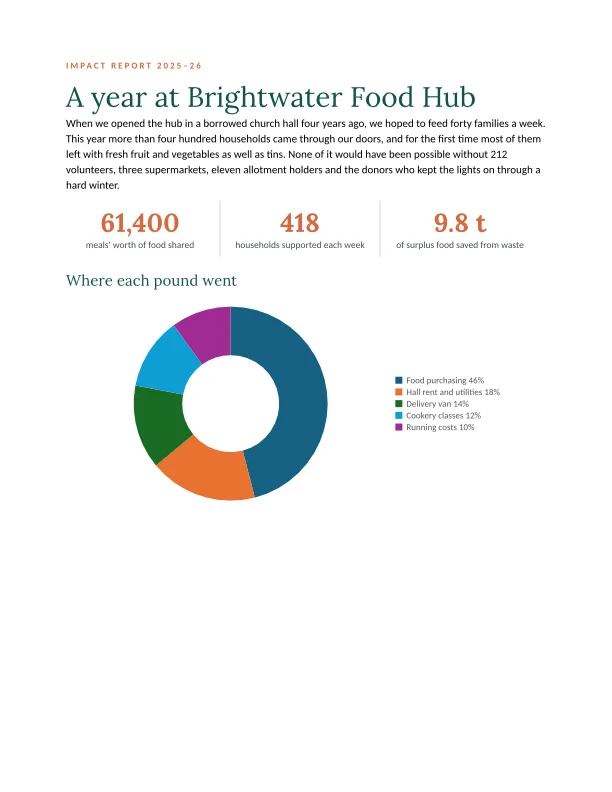 IMPACT REPORT 2025–26
A year at Brightwater Food Hub
When we opened the hub in a borrowed church hall four years ago, we hoped to feed forty families a week.
This year more than four hundred households came through our doors, and for the first time most of them
left with fresh fruit and vegetables as well as tins. None of it would have been possible without 212
volunteers, three supermarkets, eleven allotment holders and the donors who kept the lights on through a
hard winter.
61,400
418
9.8 t
meals' worth of food shared
households supported each week
of surplus food saved from waste
Where each pound went
Food purchasing 46%
Hall rent and utilities 18%
Delivery van 14%
Cookery classes 12%
Running costs 10%